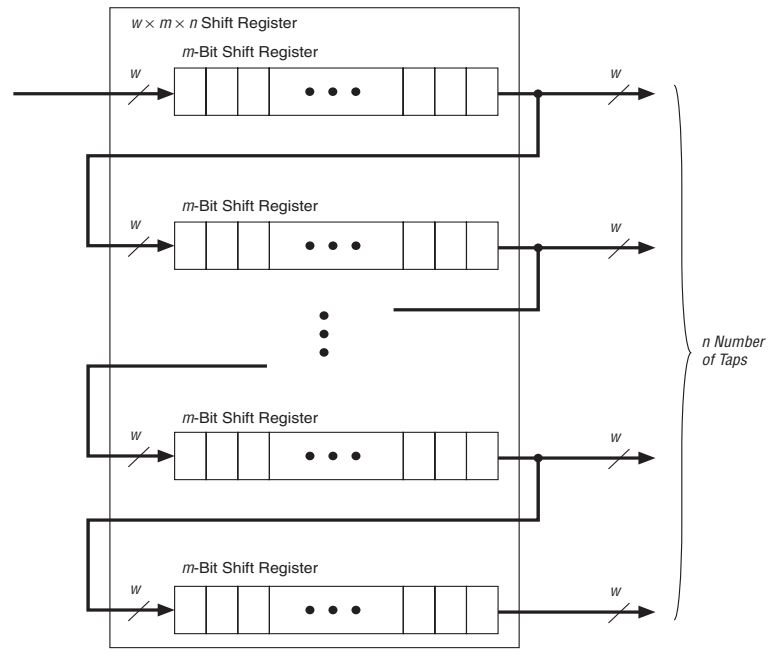 w × m × n Shift Register
m-Bit Shift Register
w
w
m-Bit Shift Register
w
w
n Number
of Taps
m-Bit Shift Register
w
w
m-Bit Shift Register
w
w